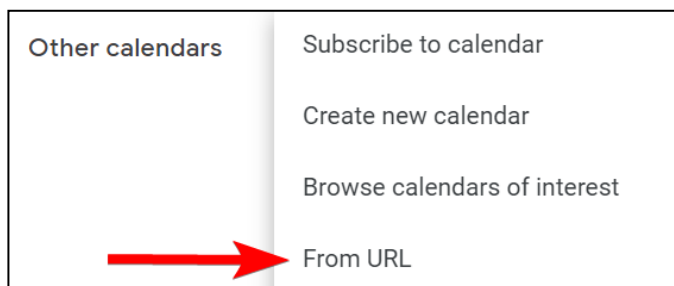 Other calendars
Subscribe to calendar
Create new calendar
Browse calendars of interest
From URL